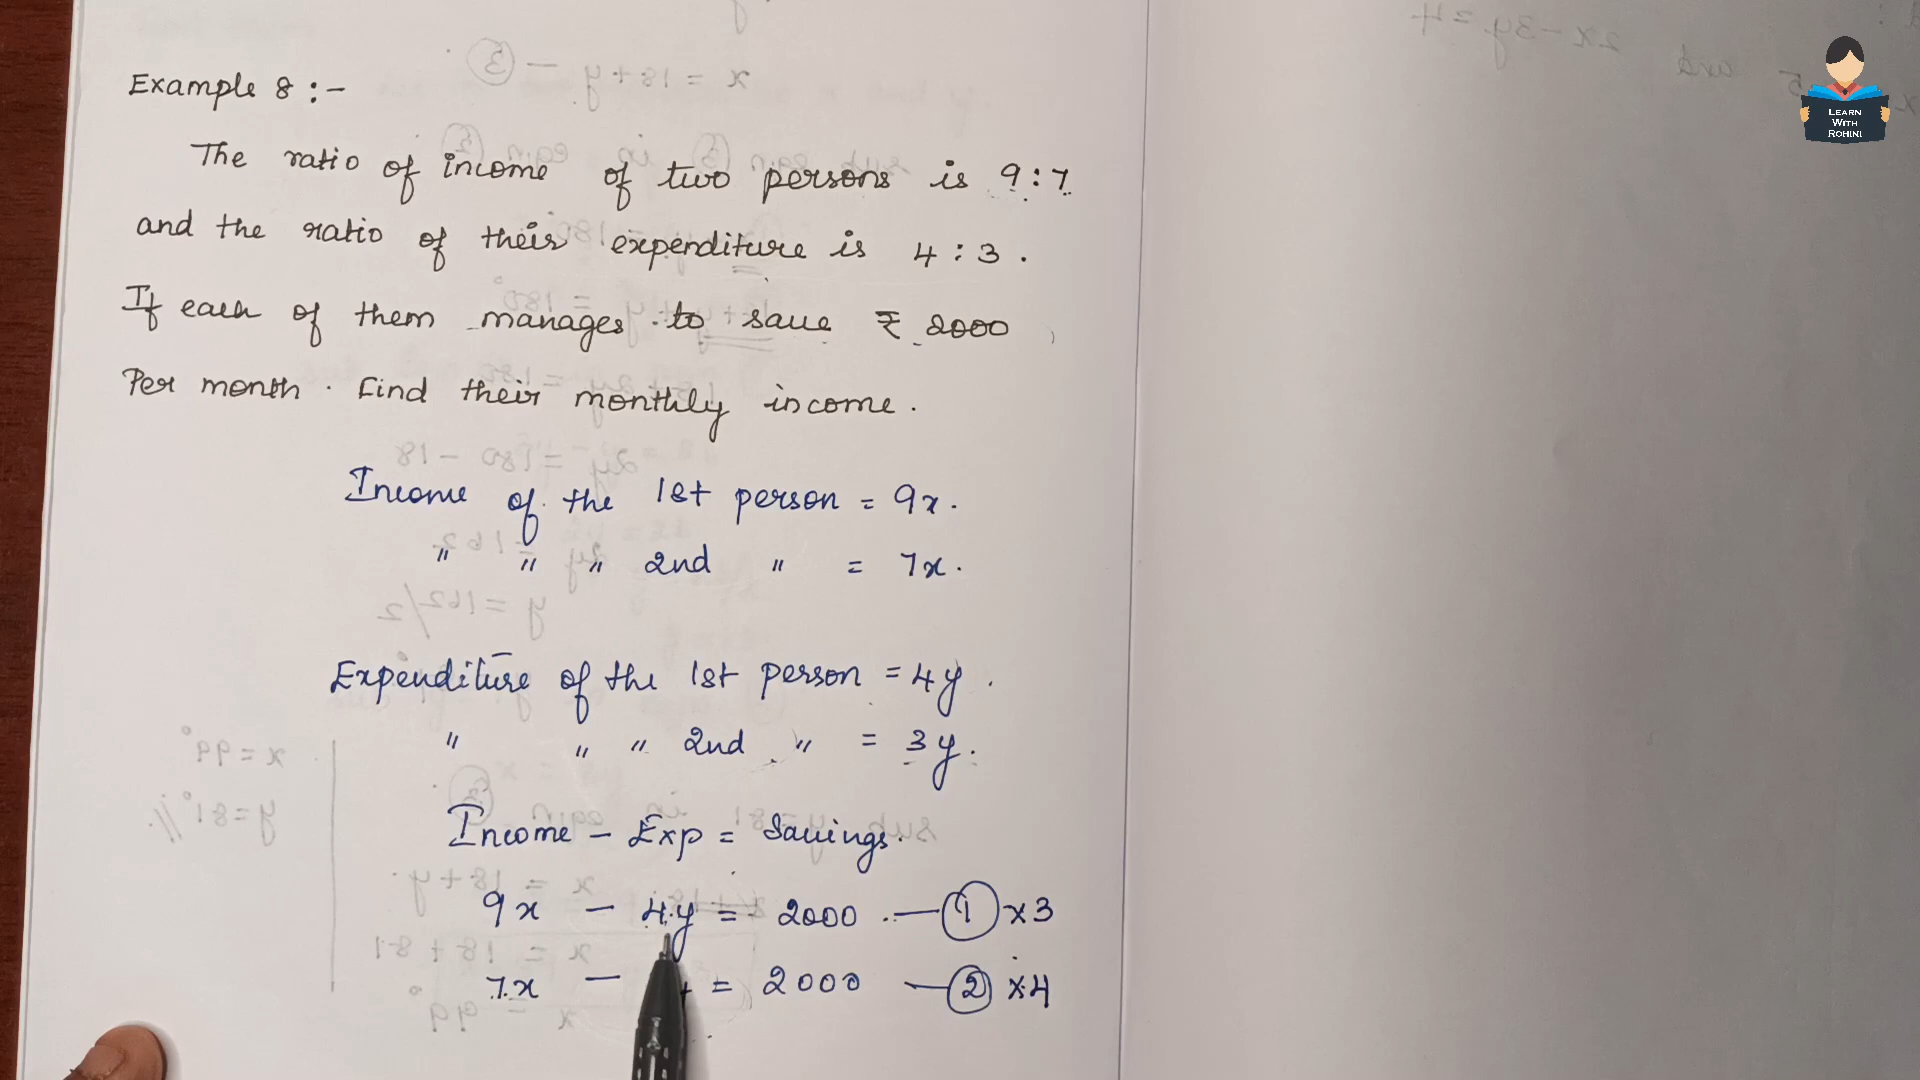 Example 8 :-
The ratio of income of two persons is 9:7
and the ratio of their expenditure is 4:3.
If each of them manages to save ₹ 2000
Per month. Find their monthly income.
Income of the 1st person = 9x.
" " " 2nd " = 7x.
Expenditure of the 1st person = 4y.
" " " 2nd " = 3y.
Income - Exp = Savings.
9x - 4y = 2000 — ① x3
7x - = 2000 — ② x4
LEARN
WITH
ROHINI